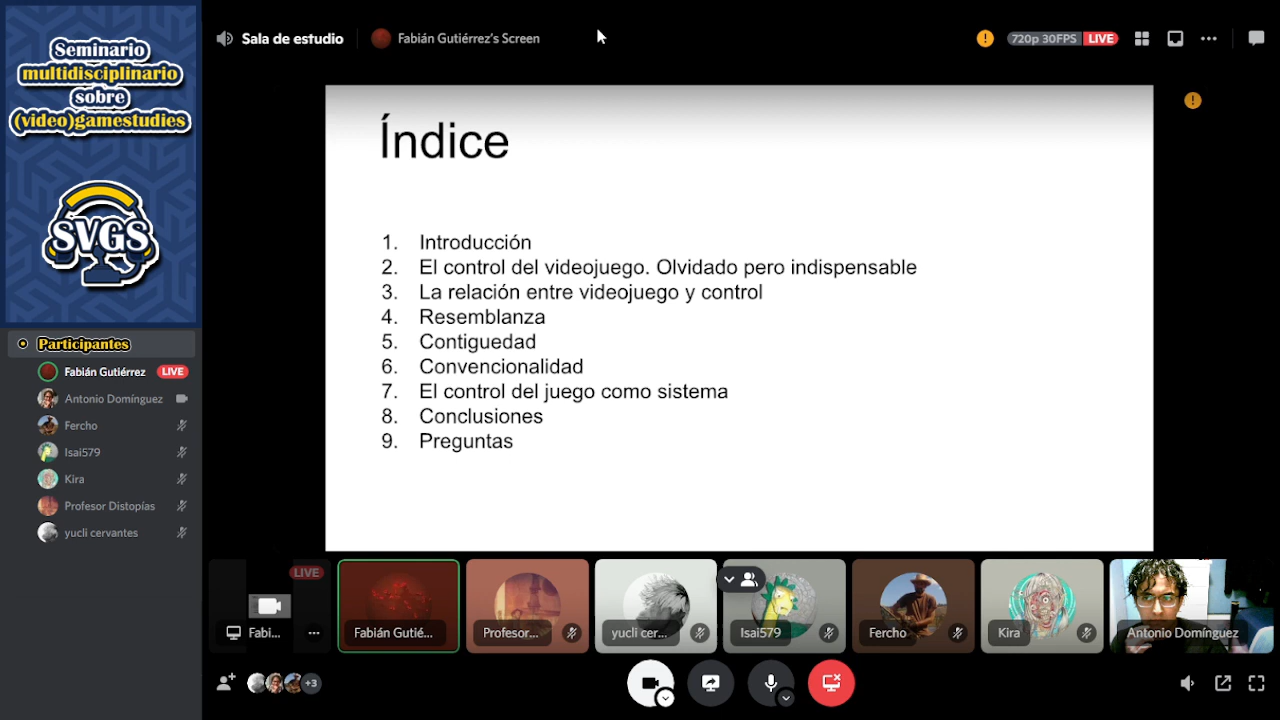 Seminario
multidisciplinario
sobre
(video)gamestudies
SVGS
Participantes
Fabián Gutiérrez LIVE
Antonio Domínguez
Fercho
Isai579
Kira
Profesor Distopías
yucli cervantes
Sala de estudio
Fabián Gutiérrez's Screen
720p 30FPS LIVE
Índice
1. Introducción
2. El control del videojuego. Olvidado pero indispensable
3. La relación entre videojuego y control
4. Resemblanza
5. Contiguedad
6. Convencionalidad
7. El control del juego como sistema
8. Conclusiones
9. Preguntas
LIVE
Fabi...
Fabián Gutié...
Profesor...
yucli cer...
Isai579
Fercho
Kira
Antonio Domínguez
+3